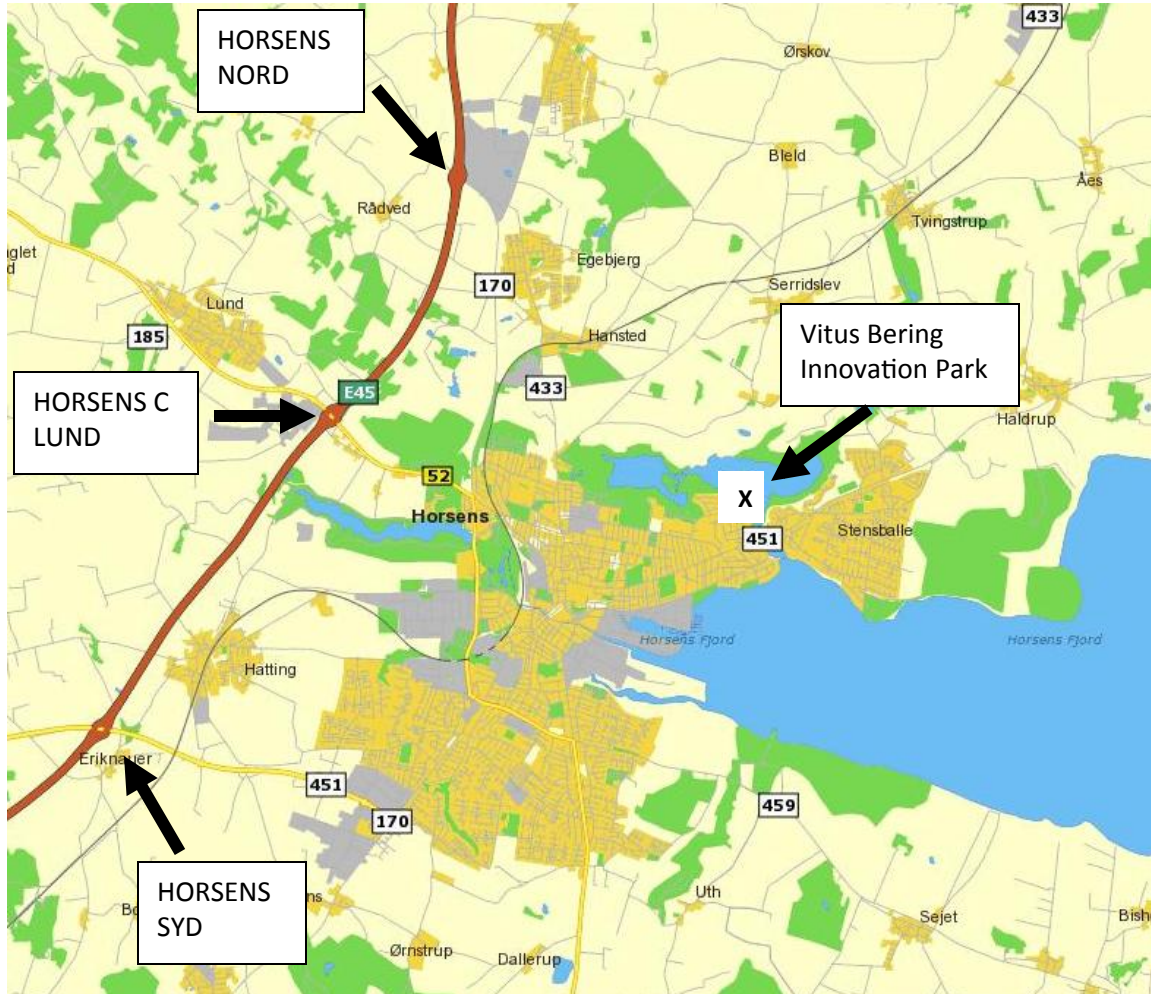 433
HORSENS
NORD
Ørskov
Bleld
Åes
Rådved
Tvingstrup
Egebjerg
170
Serridslev
Lund
185
Hansted
Vitus Bering
Innovation Park
E45
433
HORSENS C
LUND
Haldrup
52
X
Horsens
451
Stensballe
Horsens Fjord
Horsens Fjord
Hatting
Eriknauer
451
170
459
HORSENS
SYD
Uth
Sejet
Ørnstrup
Dallerup